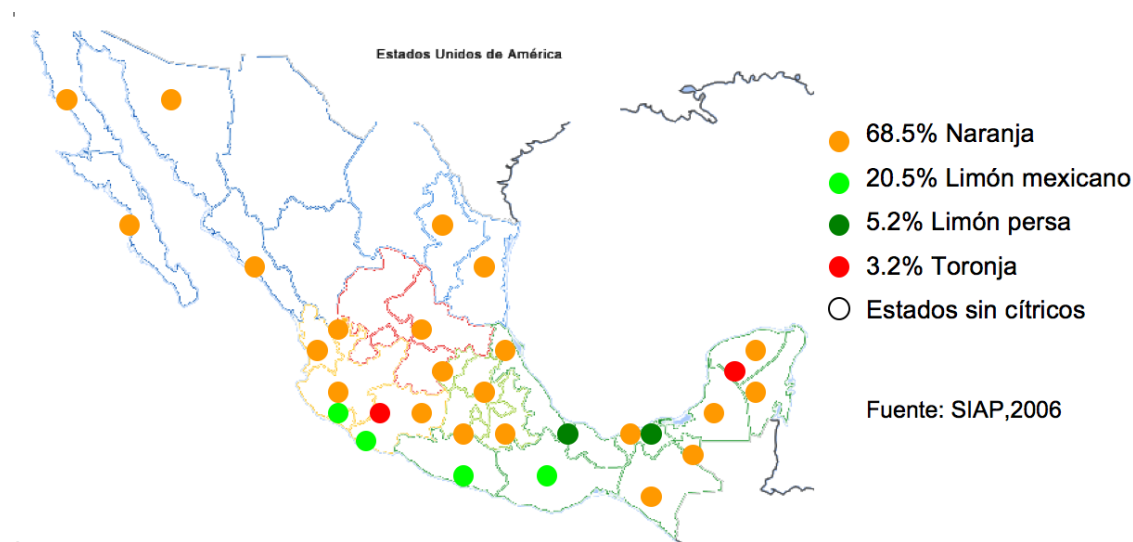 Estados Unidos de América
68.5% Naranja
20.5% Limón mexicano
5.2% Limón persa
3.2% Toronja
Estados sin cítricos
Fuente: SIAP,2006